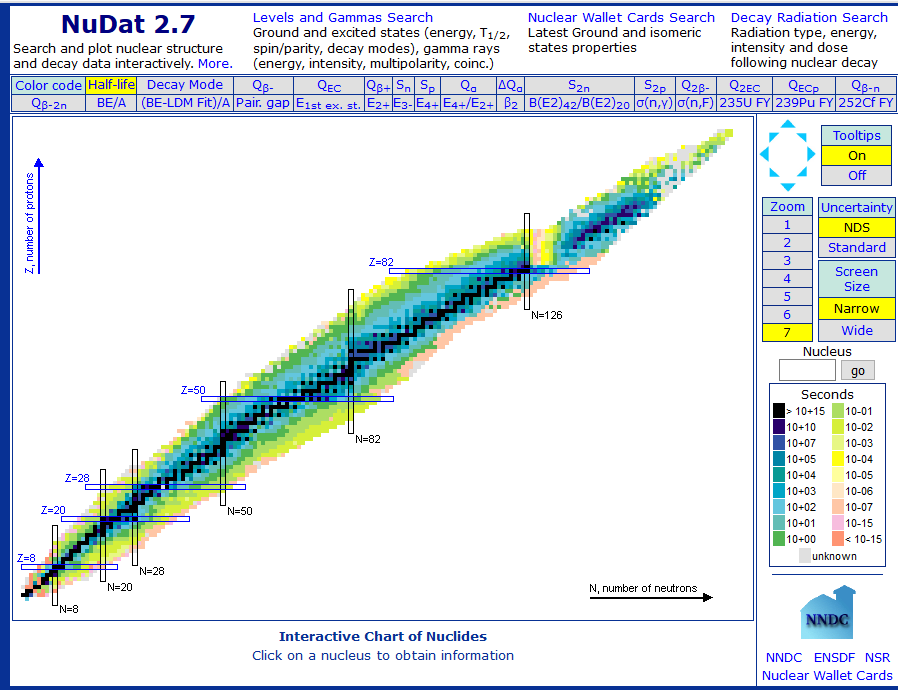 NuDat 2.7
Search and plot nuclear structure
and decay data interactively. More.
Levels and Gammas Search
Ground and excited states (energy, T1/2,
spin/parity, decay modes), gamma rays
(energy, intensity, multipolarity, coinc.)
Nuclear Wallet Cards Search
Latest Ground and isomeric
states properties
Decay Radiation Search
Radiation type, energy,
intensity and dose
following nuclear decay
Color code Half-life Decay Mode Qβ- QEC Qβ+ Sn Sp Qα ΔQα S2n S2p Q2β- Q2EC QECp Qβ-n
Qβ-2n BE/A (BE-LDM Fit)/A Pair. gap E1st ex. st. E2+ E3- E4+ E4+/E2+ β2 B(E2)42/B(E2)20 σ(n,γ) σ(n,F) 235U FY 239Pu FY 252Cf FY
Z, number of protons
Z=82
N=126
Z=50
N=82
Z=28
N=50
Z=20
N=28
Z=8
N=20
N=8
N, number of neutrons
Interactive Chart of Nuclides
Click on a nucleus to obtain information
Tooltips
On
Off
Zoom
1
2
3
4
5
6
7
Uncertainty
NDS
Standard
Screen
Size
Narrow
Wide
Nucleus
go
Seconds
> 10+15 10-01
10+10 10-02
10+07 10-03
10+05 10-04
10+04 10-05
10+03 10-06
10+02 10-07
10+01 10-15
10+00 < 10-15
unknown
NNDC
NNDC ENSDF NSR
Nuclear Wallet Cards